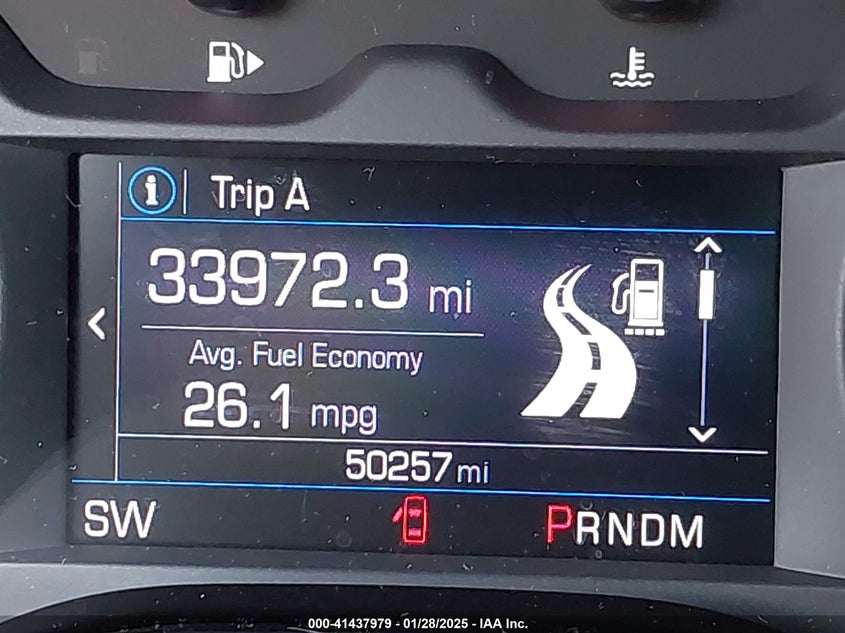 i Trip A
33972.3 mi
Avg. Fuel Economy
26.1 mpg
50257 mi
SW PRNDM
000-41437979 - 01/28/2025 - IAA Inc.